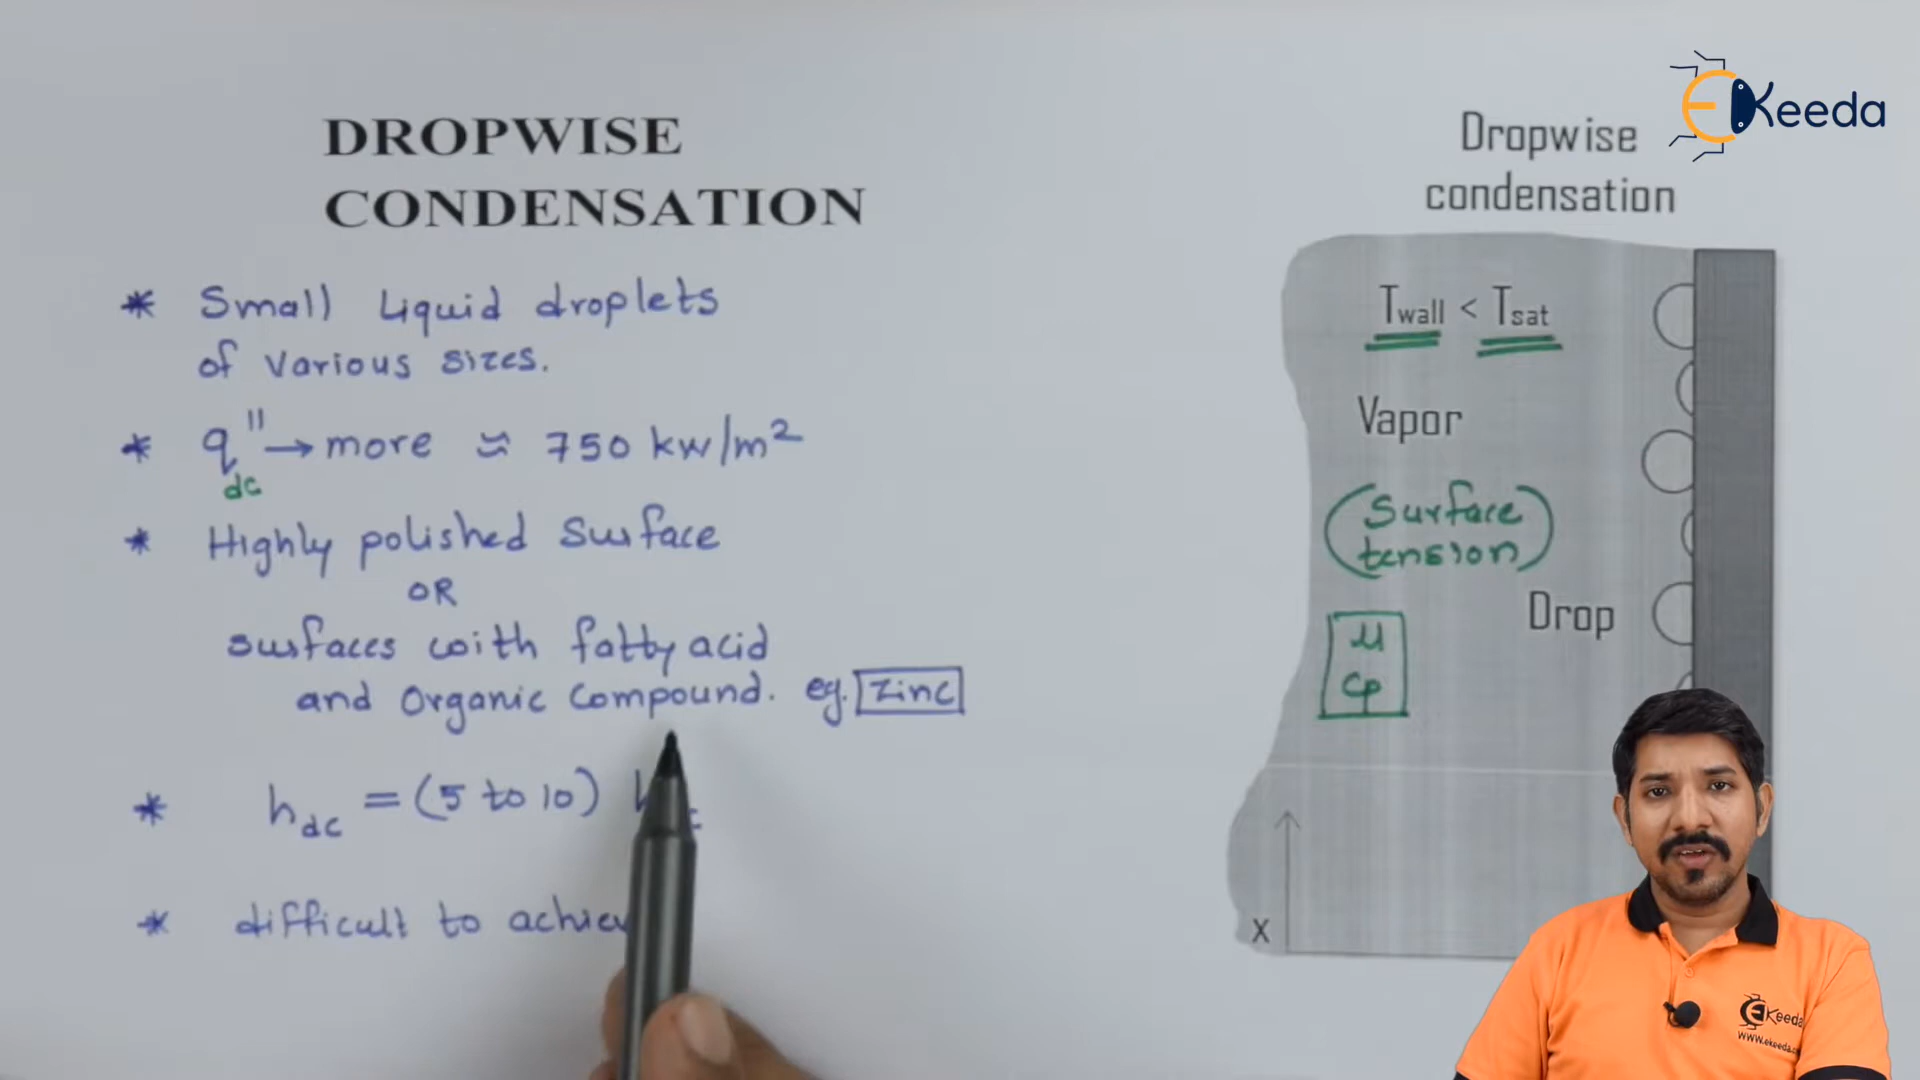 DROPWISE
CONDENSATION
* Small Liquid droplets
of various sizes.
* q" dc → more ≈ 750 kw/m²
* Highly polished Surface
OR
surfaces with fatty acid
and organic compound. eg. Zinc
* hdc = (5 to 10)
* difficult to
Dropwise
condensation
Twall < Tsat
Vapor
(Surface
tension)
Drop
μ
Cp
X
EKeeda
EKeeda